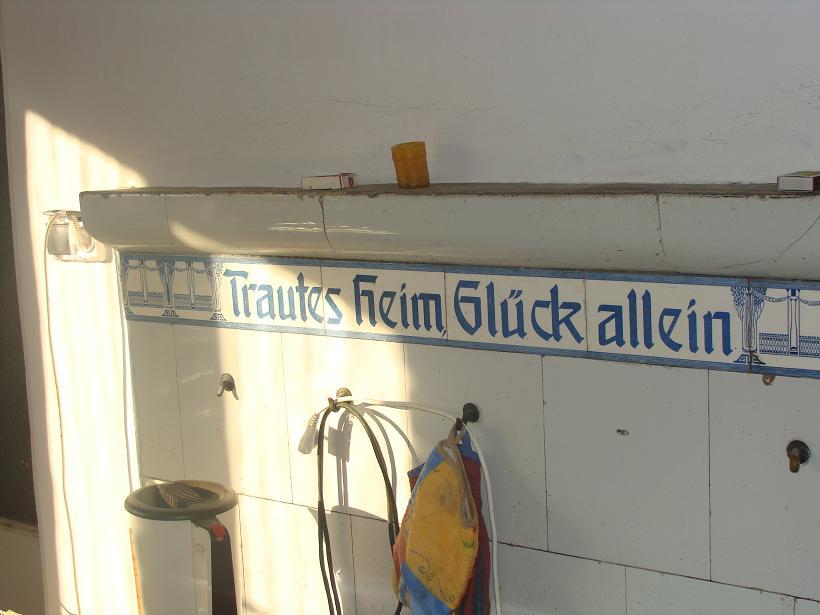 Trautes Heim, Glück allein